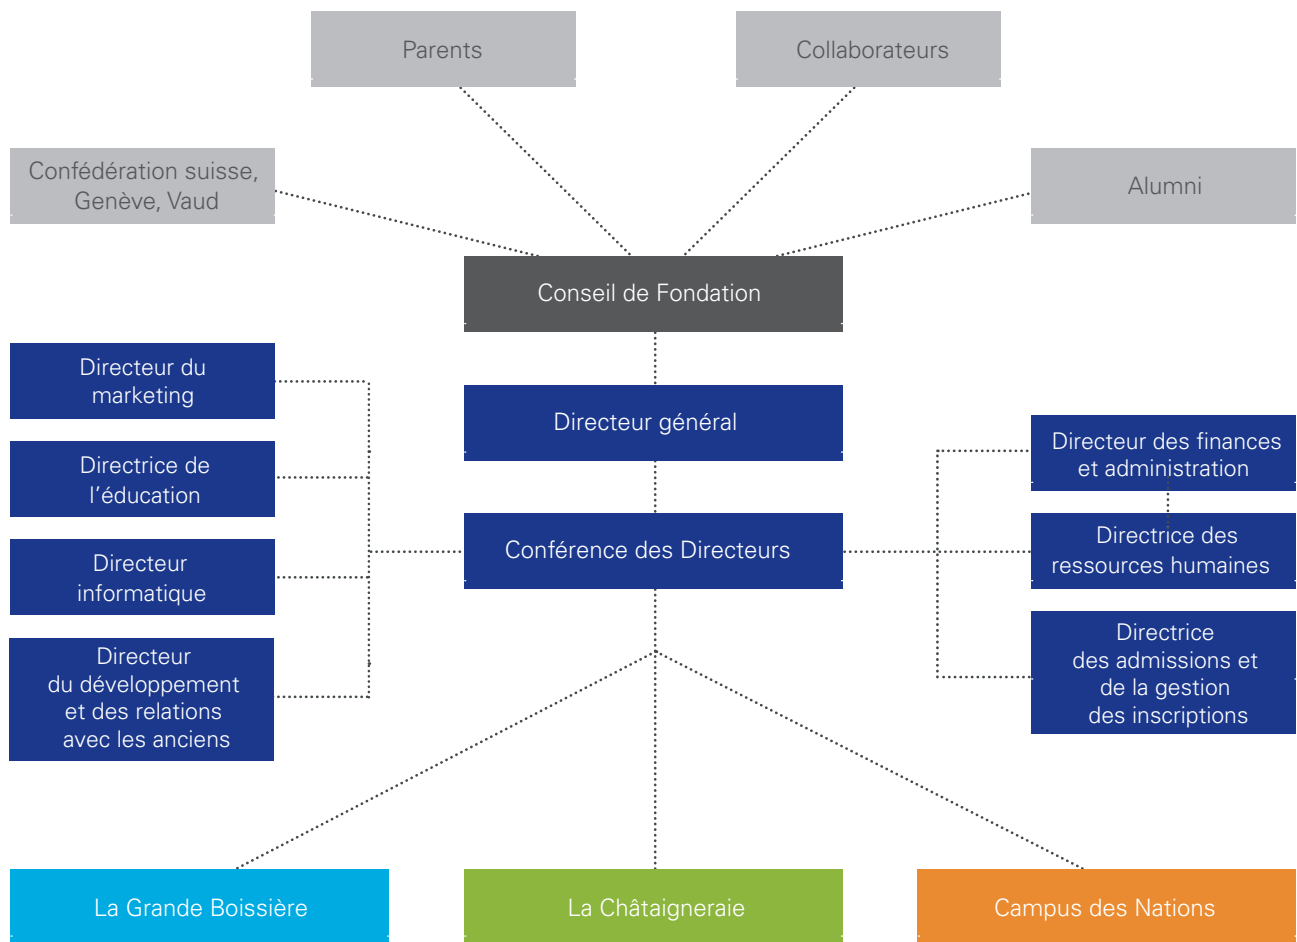 Parents
Collaborateurs
Confédération suisse,
Genève, Vaud
Alumni
Conseil de Fondation
Directeur du
marketing
Directeur général
Directeur des finances
et administration
Directrice de
l'éducation
Conférence des Directeurs
Directrice des
ressources humaines
Directeur
informatique
Directrice
des admissions et
de la gestion
des inscriptions
Directeur
du développement
et des relations
avec les anciens
La Grande Boissière
La Châtaigneraie
Campus des Nations